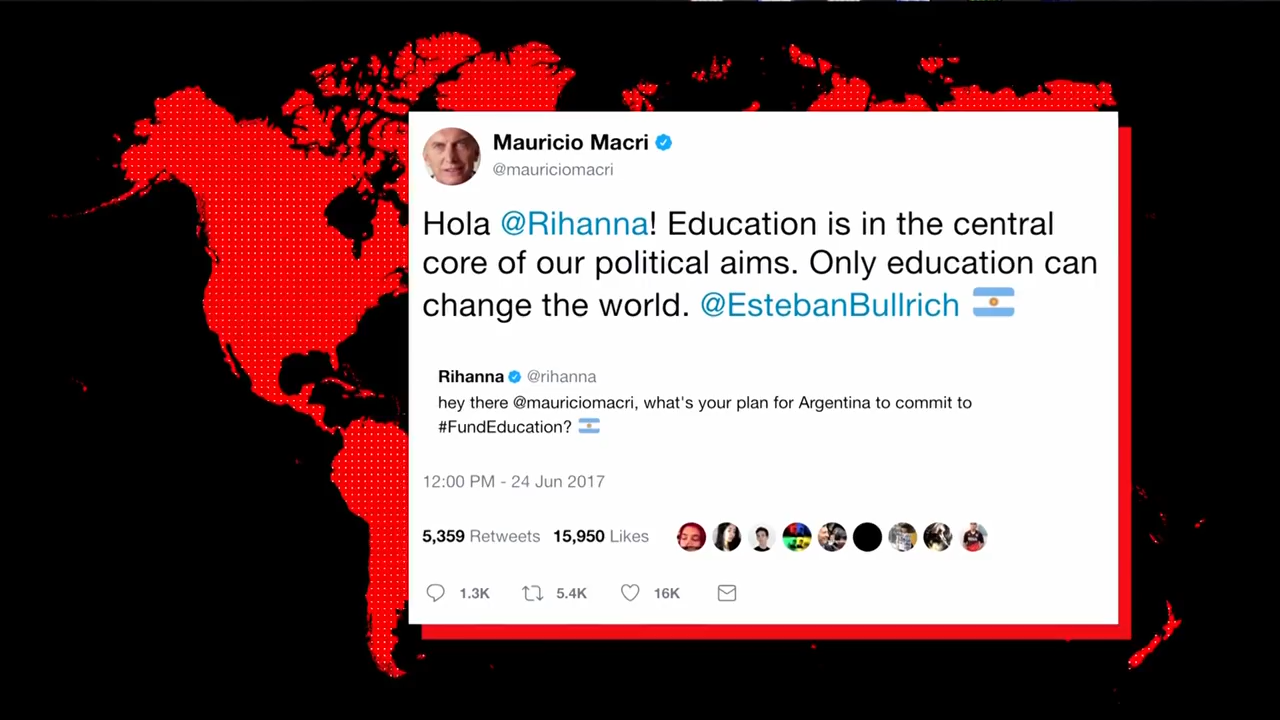 Mauricio Macri
@mauriciomacri
Hola @Rihanna! Education is in the central
core of our political aims. Only education can
change the world. @EstebanBullrich 🇦🇷
Rihanna @rihanna
hey there @mauriciomacri, what's your plan for Argentina to commit to
#FundEducation? 🇦🇷
12:00 PM - 24 Jun 2017
5,359 Retweets 15,950 Likes
1.3K 5.4K 16K